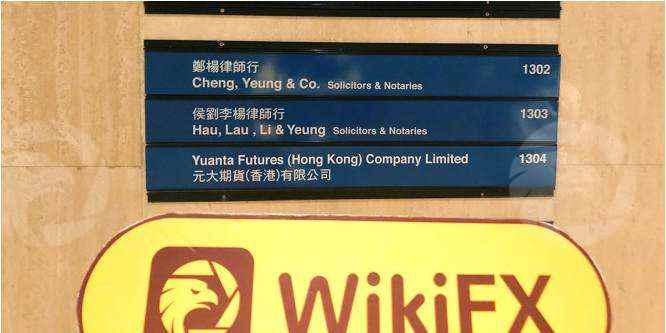 鄭楊律師行
Cheng, Yeung & Co. Solicitors & Notaries 1302
侯劉李楊律師行
Hau, Lau , Li & Yeung Solicitors & Notaries 1303
Yuanta Futures (Hong Kong) Company Limited 1304
元大期貨(香港)有限公司
WikiFX